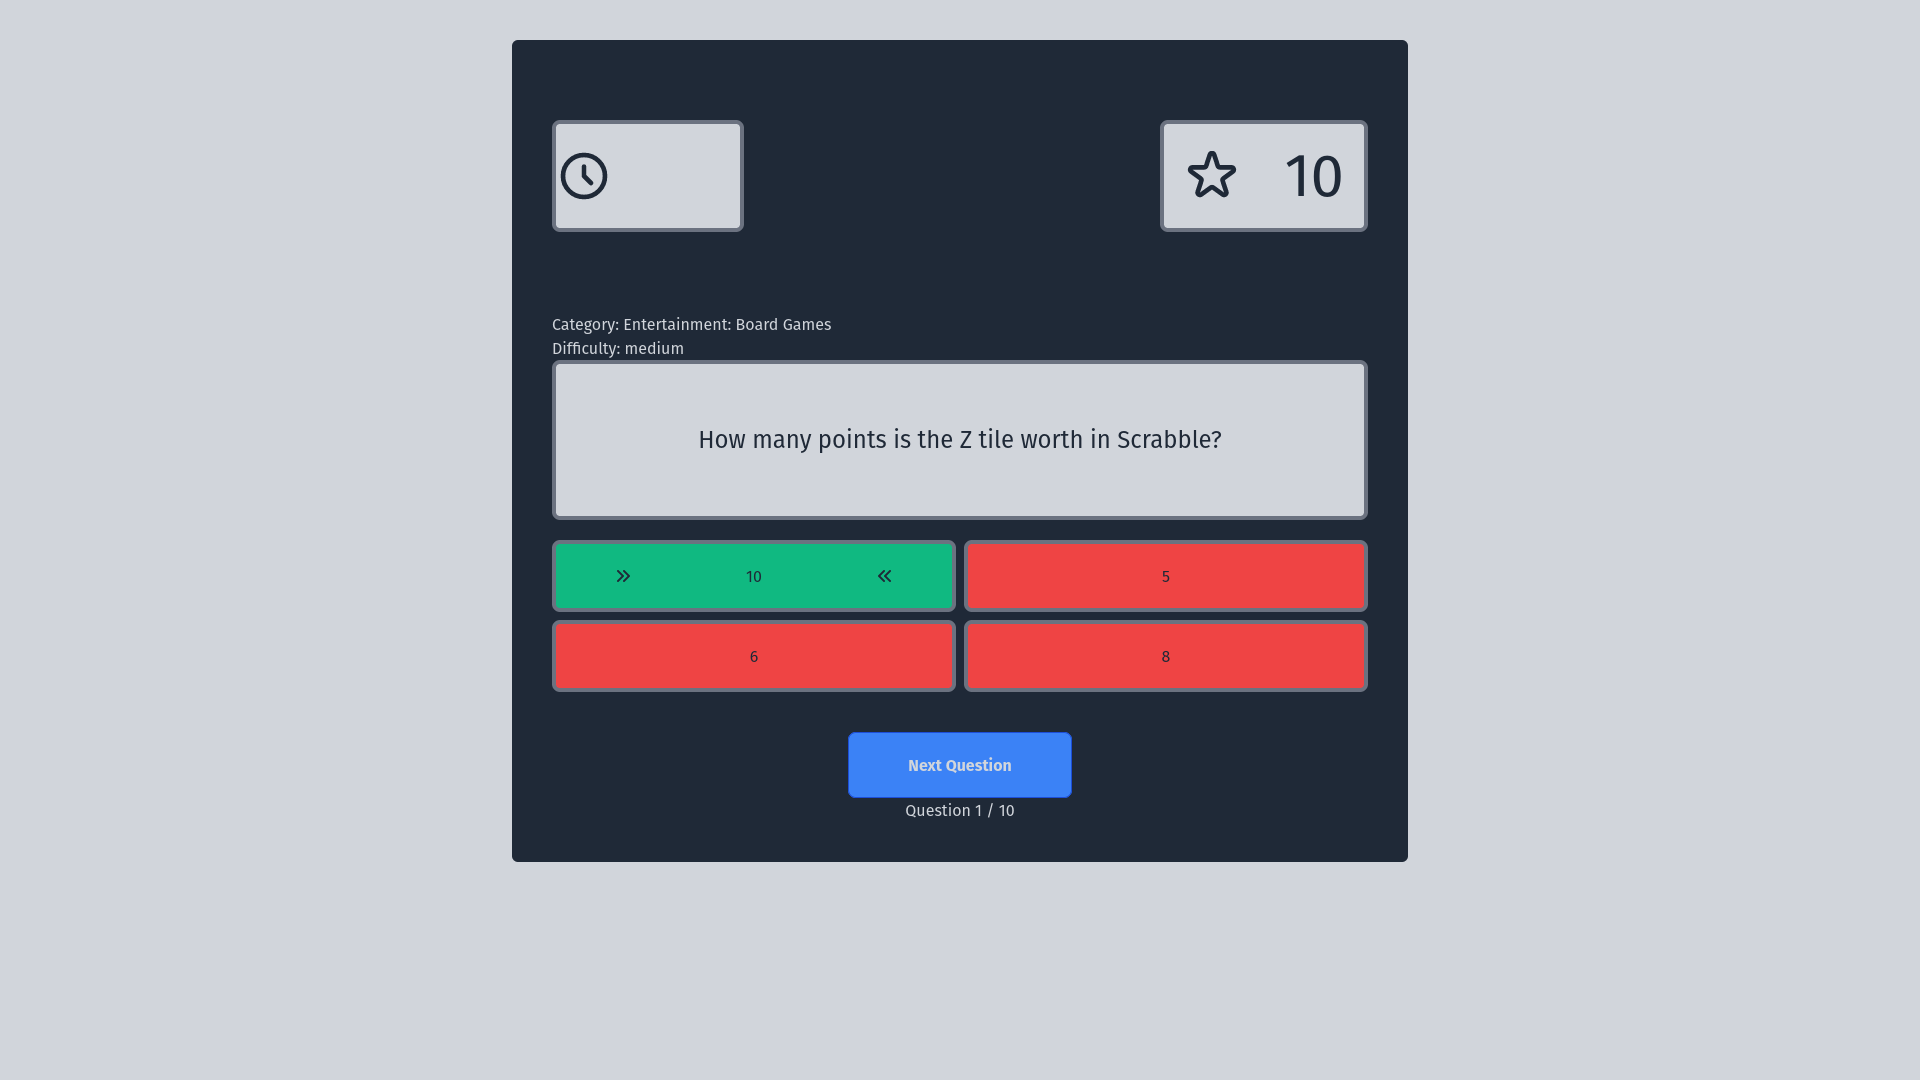 10
Category: Entertainment: Board Games
Difficulty: medium
How many points is the Z tile worth in Scrabble?
10
5
6
8
Next Question
Question 1 / 10